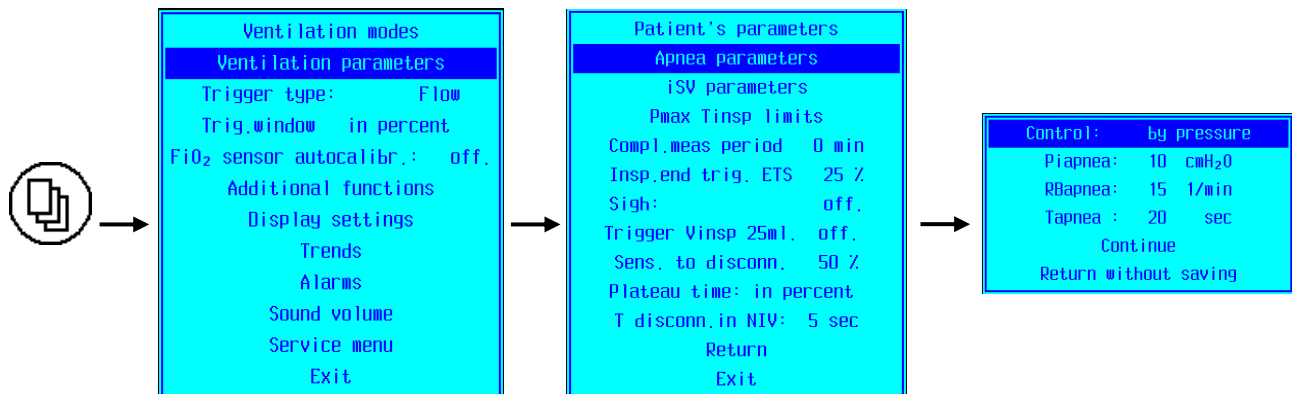 Ventilation modes
Ventilation parameters
Trigger type: Flow
Trig.window in percent
FiO₂ sensor autocalibr.: off.
Additional functions
Display settings
Trends
Alarms
Sound volume
Service menu
Exit
Patient's parameters
Apnea parameters
iSV parameters
Pmax Tinsp limits
Compl.meas period 0 min
Insp.end trig. ETS 25 %
Sigh: off.
Trigger Vinsp 25ml. off.
Sens. to disconn. 50 %
Plateau time: in percent
T disconn.in NIV: 5 sec
Return
Exit
Control: by pressure
Piapnea: 10 cmH₂O
RBapnea: 15 1/min
Tapnea : 20 sec
Continue
Return without saving